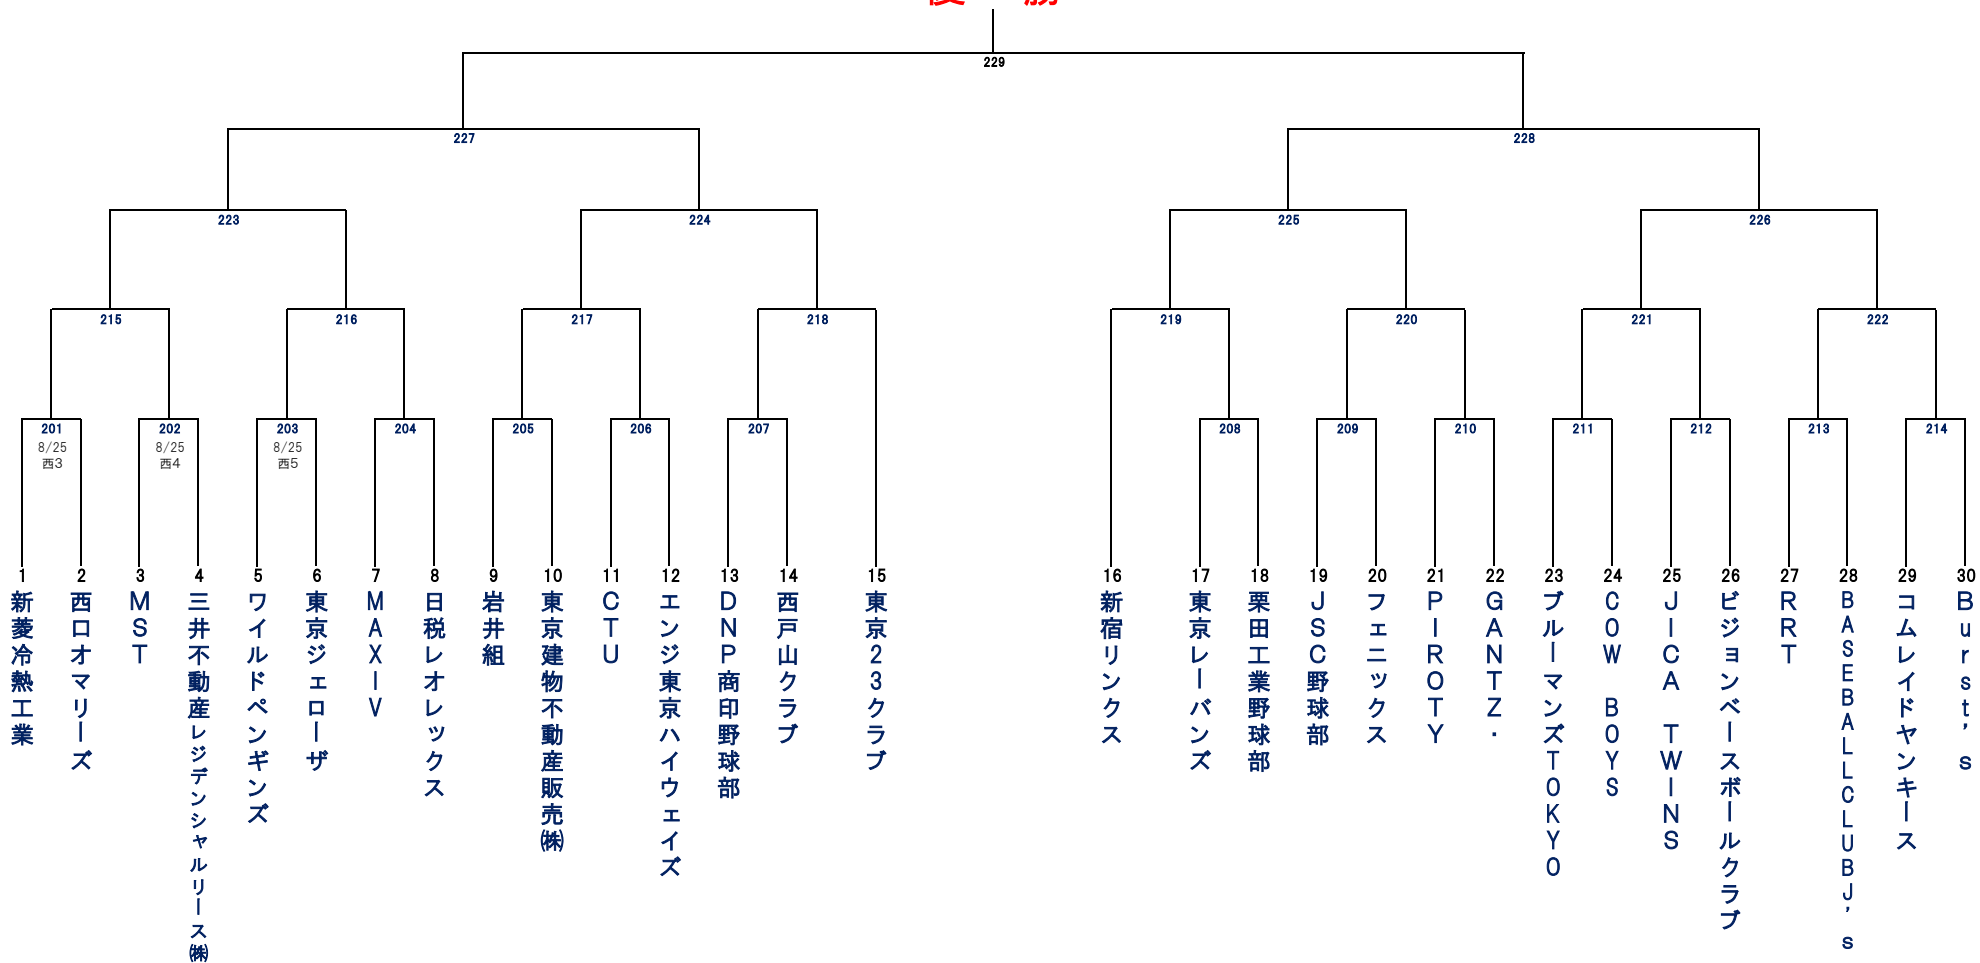 優 勝
229
227 228
223 224 225 226
215 216 217 218 219 220 221 222
201 202 203 204 205 206 207 208 209 210 211 212 213 214
8/25 8/25 8/25
西3 西4 西5
1 2 3 4 5 6 7 8 9 10 11 12 13 14 15 16 17 18 19 20 21 22 23 24 25 26 27 28 29 30
新菱冷熱工業
西口オマリーズ
MST
三井不動産レジデンシャルリース㈱
ワイルドペンギンズ
東京ジェローザ
MAXIV
日税レオレックス
岩井組
東京建物不動産販売㈱
CTU
エンジ東京ハイウェイズ
DNP商印野球部
西戸山クラブ
東京23クラブ
新宿リンクス
東京レーバンズ
栗田工業野球部
JSC野球部
フェニックス
PIROTY
GANTZ.
ブルーマンズTOKYO
COW BOYS
JICA TWINS
ビジョンベースボールクラブ
RRT
BASEBALLCLUBJ's
コムレイドヤンキース
Burst's